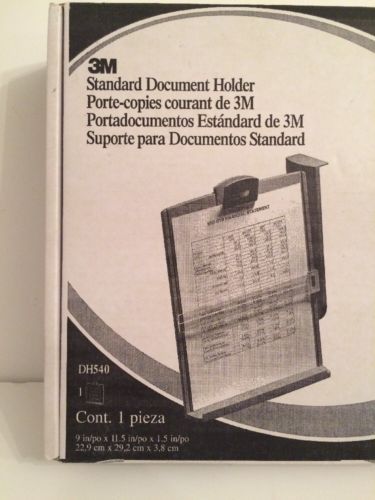 3M
Standard Document Holder
Porte-copies courant de 3M
Portadocumentos Estándard de 3M
Suporte para Documentos Standard
DH540
1
Cont. 1 pieza
9 in/po x 11.5 in/po x 1.5 in/po
22,9 cm x 29,2 cm x 3,8 cm